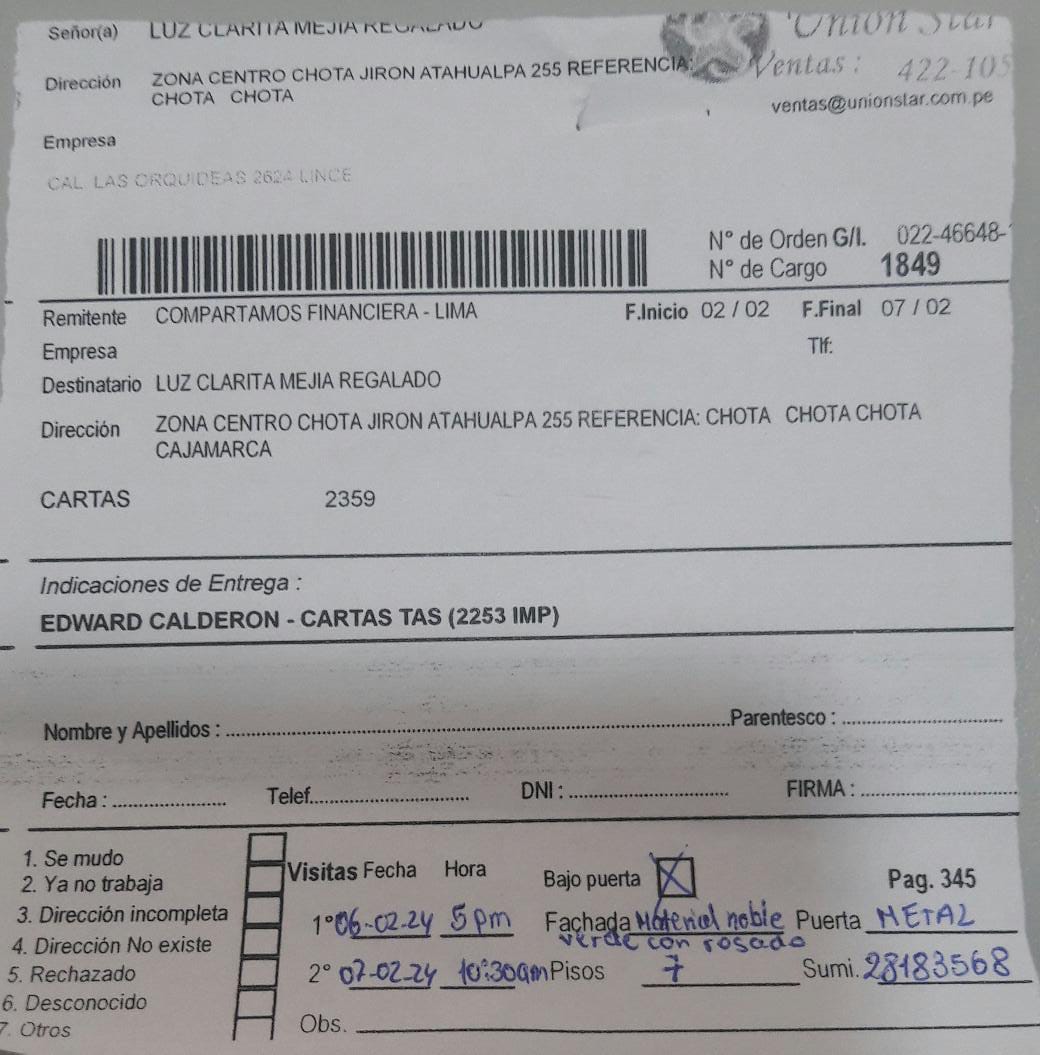 Señor(a) LUZ CLARITA MEJIA REGALADO Union Star
Dirección ZONA CENTRO CHOTA JIRON ATAHUALPA 255 REFERENCIA: Ventas: 422-105
CHOTA CHOTA ventas@unionstar.com.pe
Empresa
CAL LAS ORQUIDEAS 2624 LINCE
N° de Orden G/I. 022-46648-
N° de Cargo 1849
Remitente COMPARTAMOS FINANCIERA - LIMA F.Inicio 02 / 02 F.Final 07 / 02
Empresa Tlf:
Destinatario LUZ CLARITA MEJIA REGALADO
Dirección ZONA CENTRO CHOTA JIRON ATAHUALPA 255 REFERENCIA: CHOTA CHOTA CHOTA
CAJAMARCA
CARTAS 2359
Indicaciones de Entrega :
EDWARD CALDERON - CARTAS TAS (2253 IMP)
Nombre y Apellidos : Parentesco :
Fecha : Telef. DNI : FIRMA :
1. Se mudo
2. Ya no trabaja
3. Dirección incompleta
4. Dirección No existe
5. Rechazado
6. Desconocido
7. Otros
Visitas Fecha Hora Bajo puerta X Pag. 345
1° 06-02-24 5pm Fachada Material noble Puerta METAL
verde con rosado
2° 07-02-24 10:30am Pisos 7 Sumi. 28183568
Obs.